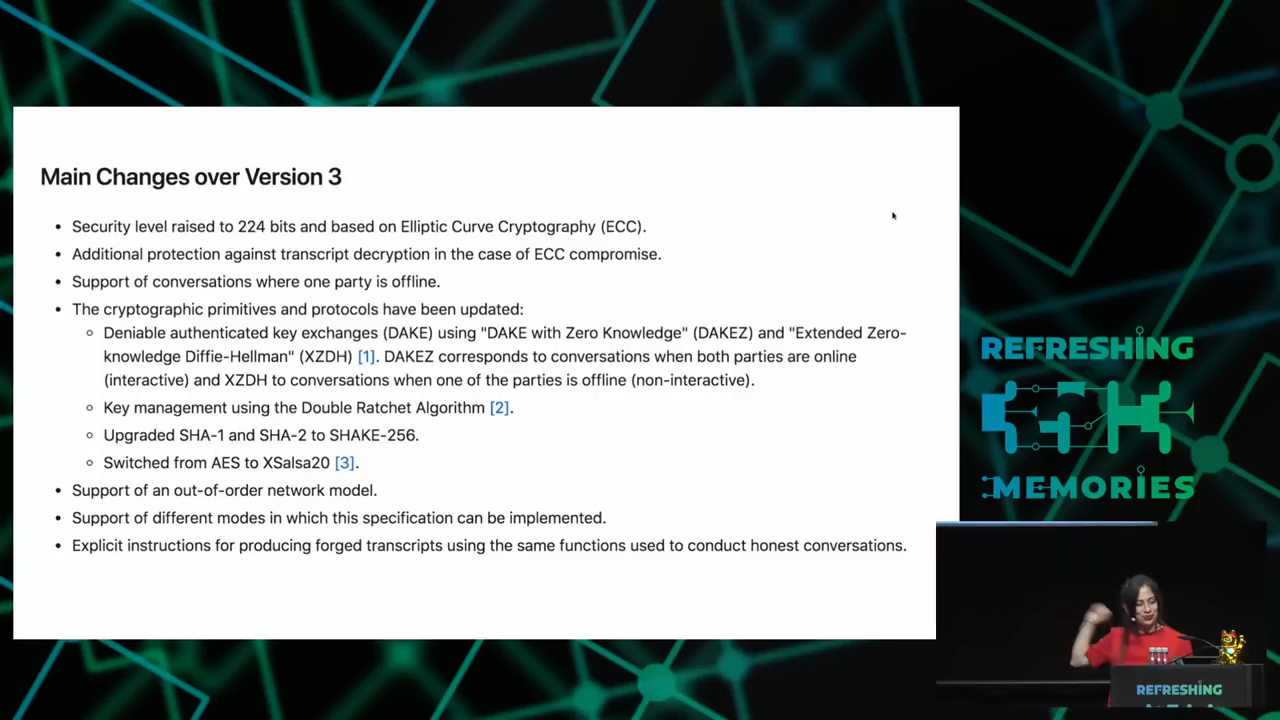 Main Changes over Version 3
• Security level raised to 224 bits and based on Elliptic Curve Cryptography (ECC).
• Additional protection against transcript decryption in the case of ECC compromise.
• Support of conversations where one party is offline.
• The cryptographic primitives and protocols have been updated:
◦ Deniable authenticated key exchanges (DAKE) using "DAKE with Zero Knowledge" (DAKEZ) and "Extended Zero-
knowledge Diffie-Hellman" (XZDH) [1]. DAKEZ corresponds to conversations when both parties are online
(interactive) and XZDH to conversations when one of the parties is offline (non-interactive).
◦ Key management using the Double Ratchet Algorithm [2].
◦ Upgraded SHA-1 and SHA-2 to SHAKE-256.
◦ Switched from AES to XSalsa20 [3].
• Support of an out-of-order network model.
• Support of different modes in which this specification can be implemented.
• Explicit instructions for producing forged transcripts using the same functions used to conduct honest conversations.
REFRESHING
MEMORIES
REFRESHING